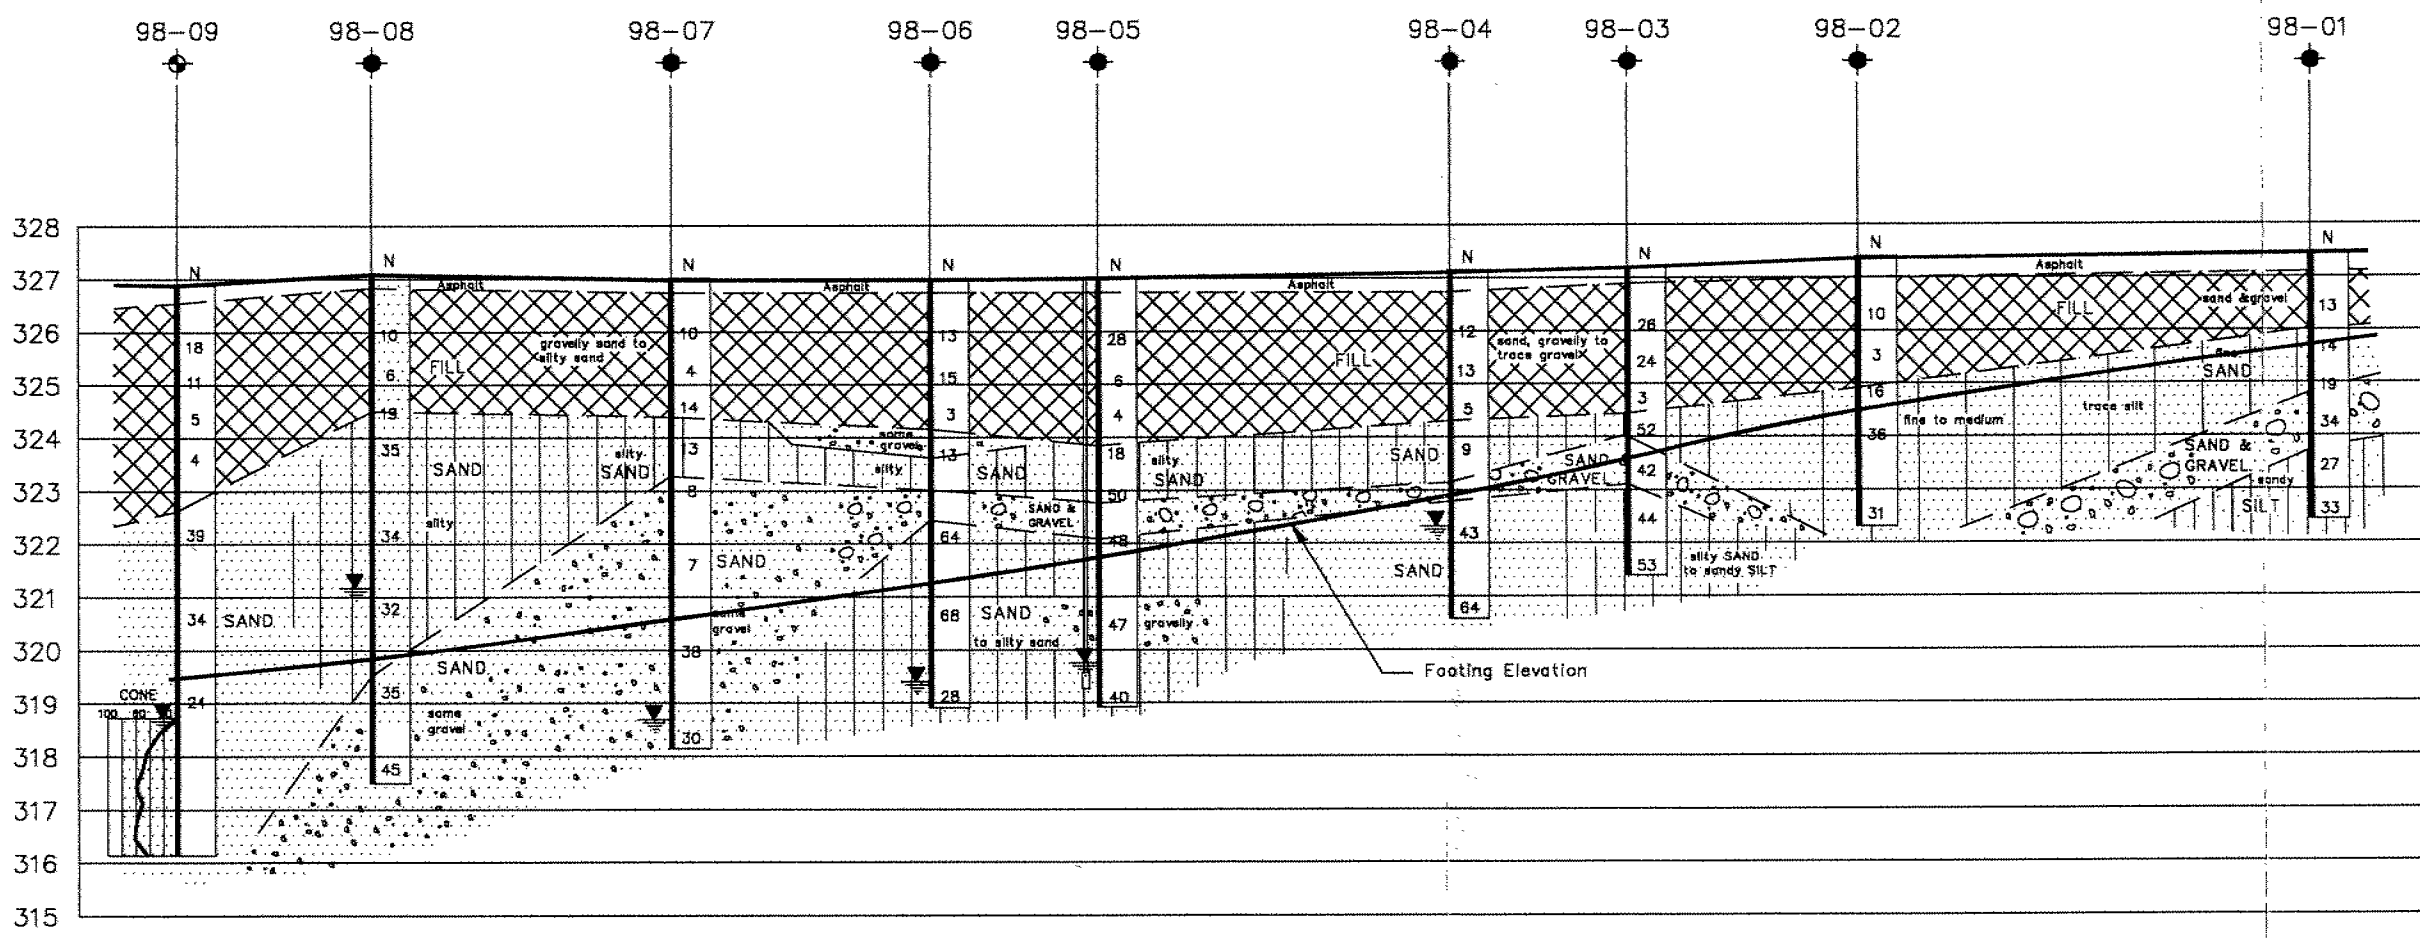 98-09 98-08 98-07 98-06 98-05 98-04 98-03 98-02 98-01
328
327
326
325
324
323
322
321
320
319
318
317
316
315
N
18
11
5
4
39
34
24
SAND
CONE
100
N
10
6
19
35
34
32
35
45
Asphalt
FILL
gravelly sand to
silty sand
SAND
silty
silty
SAND
SAND
some
gravel
N
10
4
14
13
8
7
38
30
Asphalt
some
gravel
silty
SAND
some
gravel
N
13
15
3
13
64
68
28
SAND
SAND &
GRAVEL
SAND
to silty sand
N
28
6
4
18
50
48
47
40
Asphalt
FILL
silty
SAND
gravelly
SAND
SAND
Footing Elevation
N
12
13
5
9
43
64
sand, gravelly to
trace gravel
SAND
GRAVEL
N
26
24
3
52
42
44
53
silty SAND
to sandy SILT
N
10
3
16
36
31
Asphalt
FILL
sand & gravel
fine
SAND
fine to medium
trace silt
SAND &
GRAVEL
sandy
SILT
N
13
14
19
34
27
33